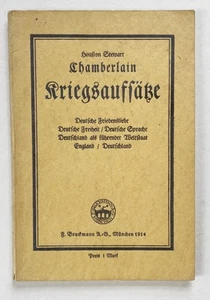 Houston Stewart
Chamberlain
Kriegsaufsätze
Deutsche Friedensliebe
Deutsche Freiheit / Deutsche Sprache
Deutschland als führender Weltstaat
England / Deutschland
F. Bruckmann A.-G., München 1914
Preis 1 Mark